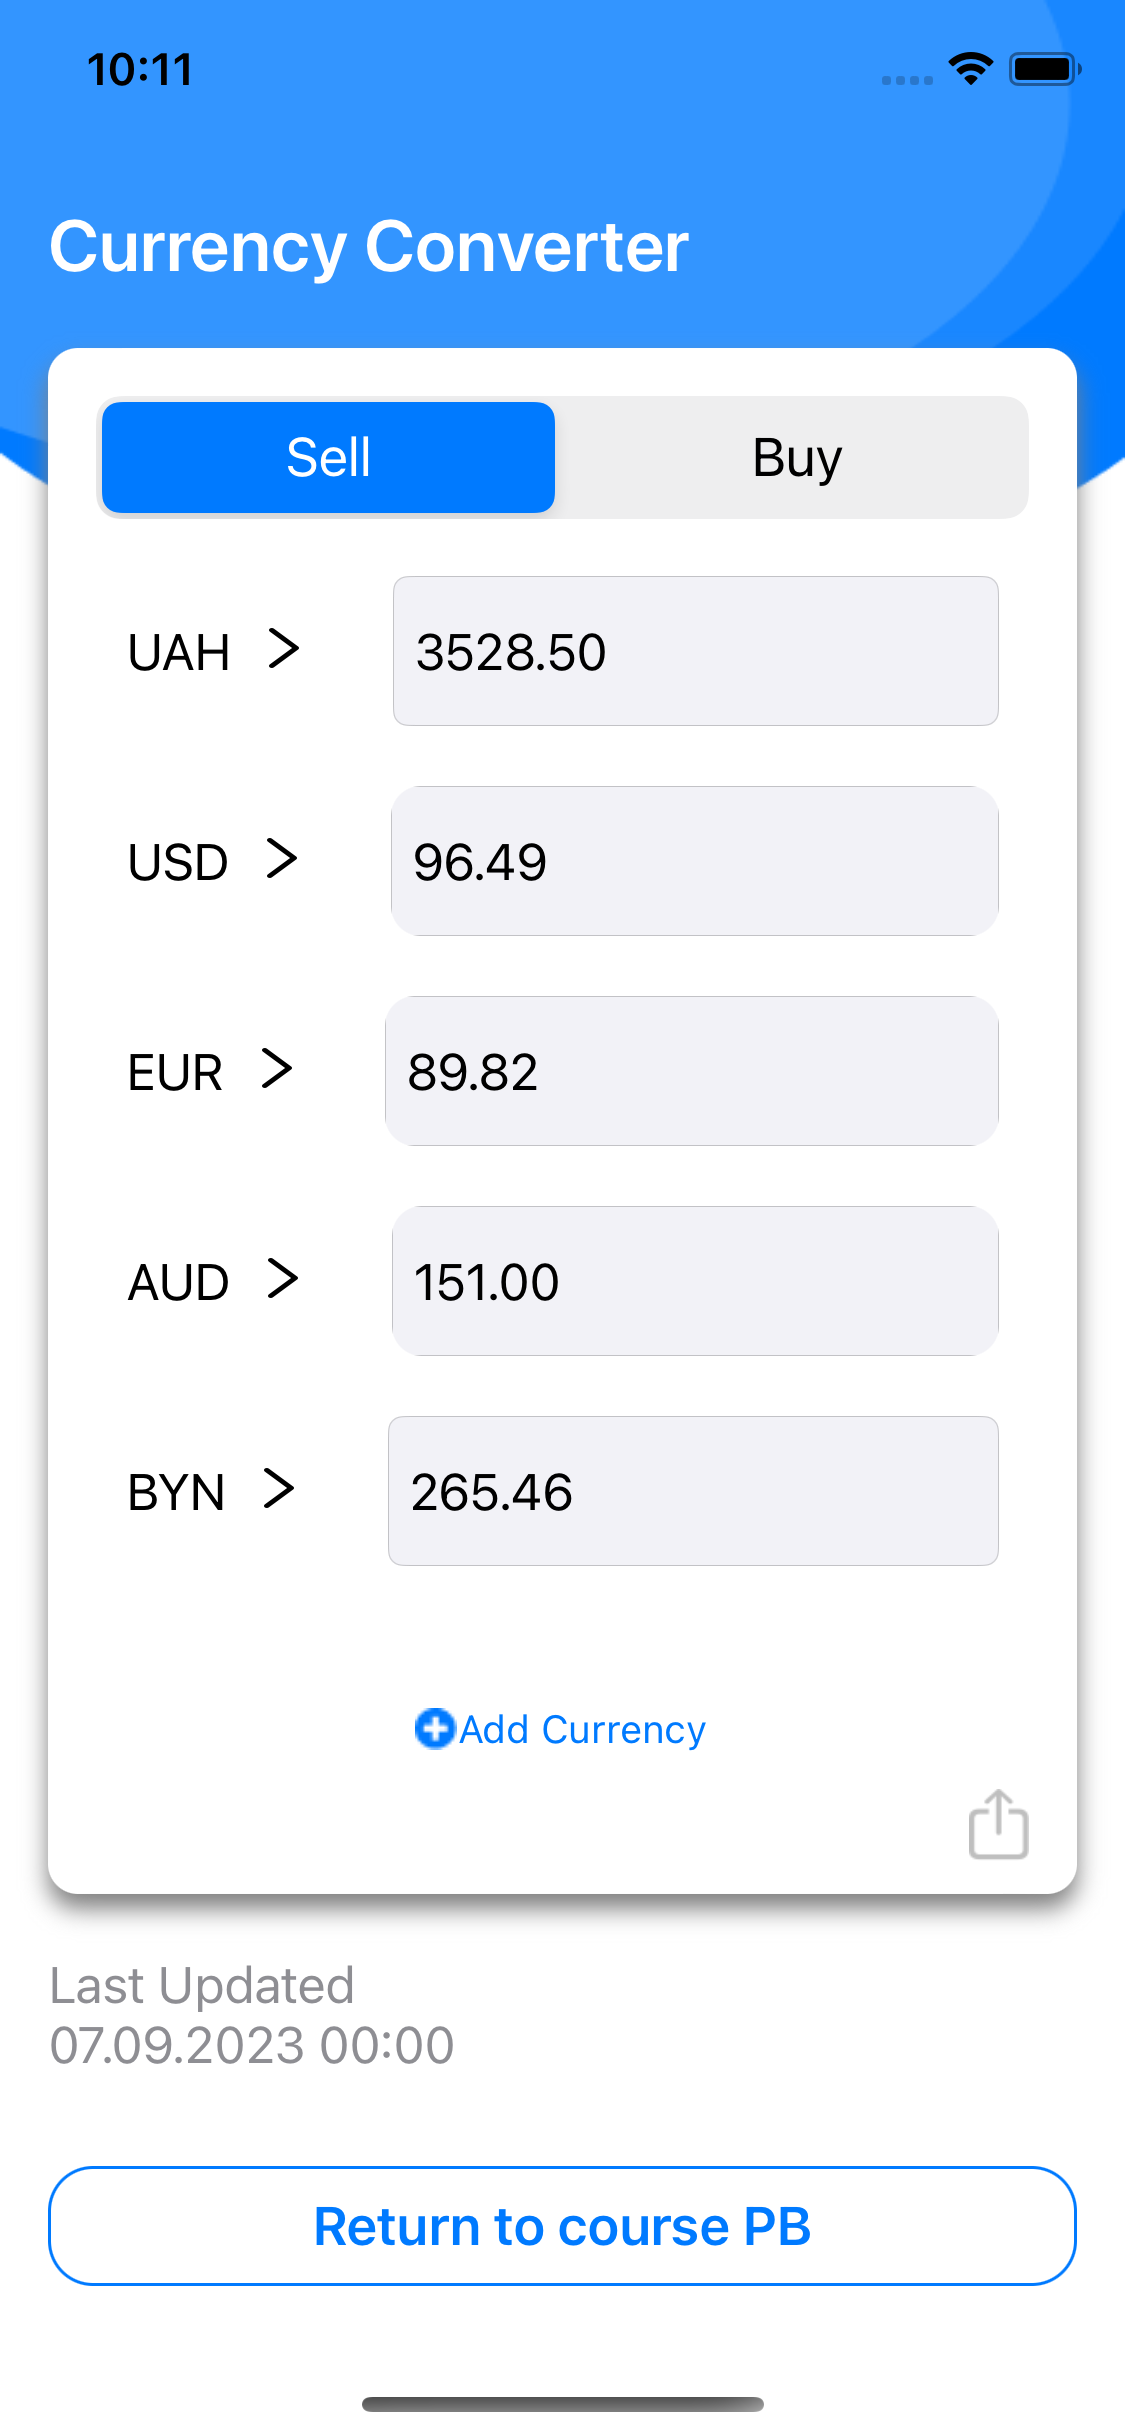 10:11
Currency Converter
Sell
Buy
UAH
3528.50
USD
96.49
EUR
89.82
AUD
151.00
BYN
265.46
Add Currency
Last Updated
07.09.2023 00:00
Return to course PB